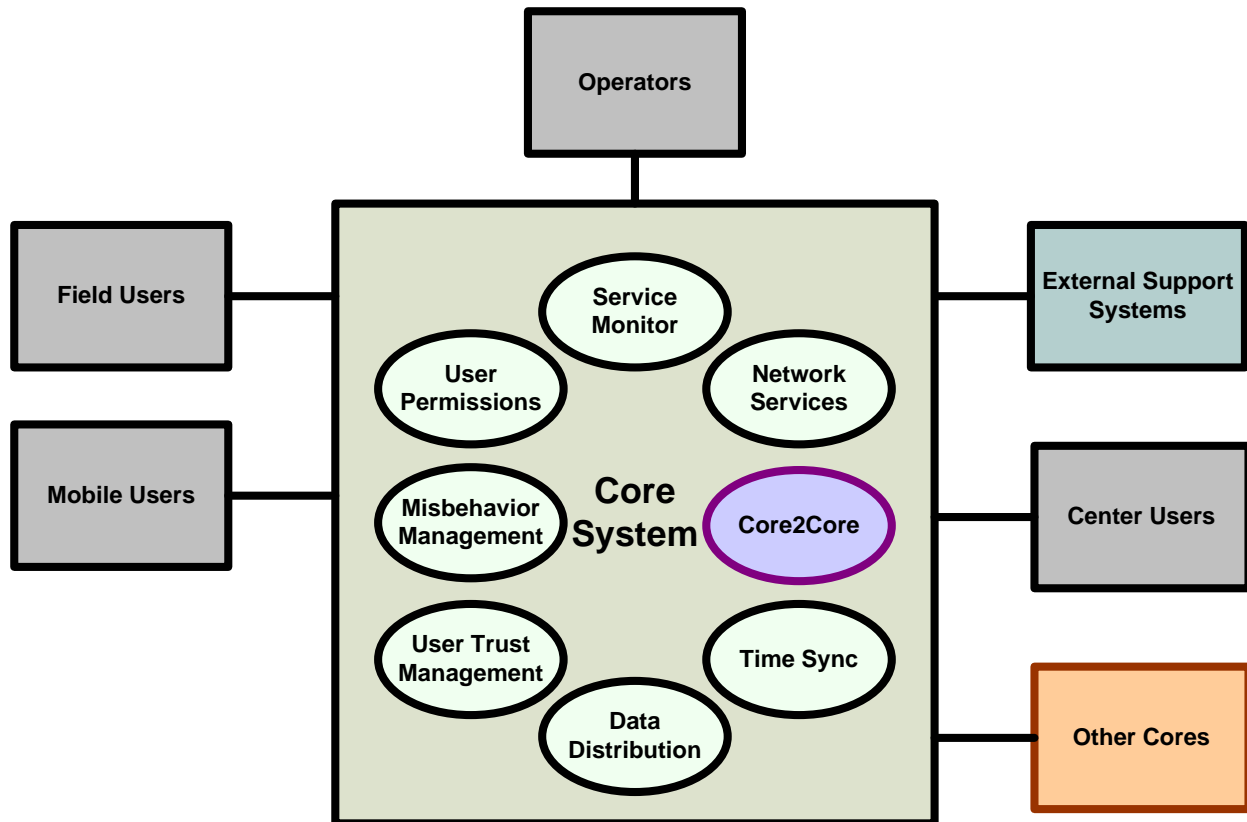 Operators
Field Users
External Support
Systems
Service
Monitor
User
Permissions
Network
Services
Mobile Users
Misbehavior
Management
Core
System
Core2Core
Center Users
User Trust
Management
Time Sync
Data
Distribution
Other Cores